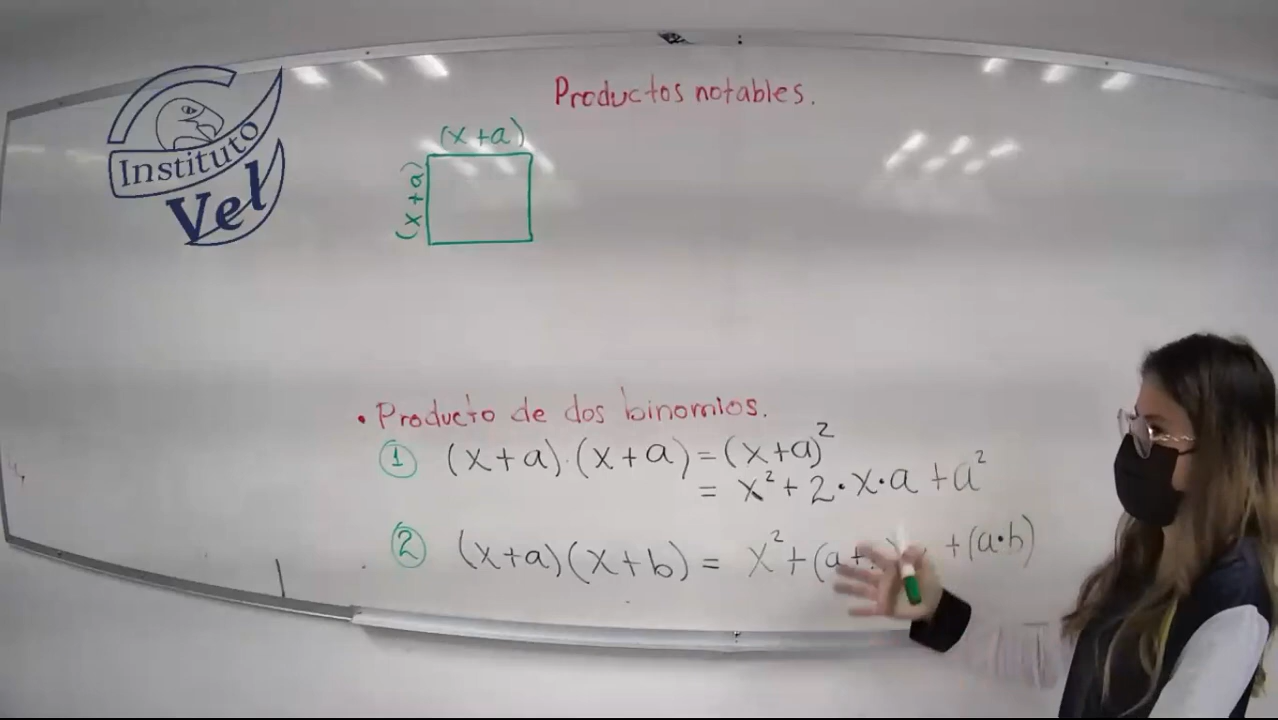 Instituto
Vel
Productos notables.
(x+a)
(x+a)
• Producto de dos binomios.
① (x+a)·(x+a)=(x+a)²
= x²+2•x•a+a²
② (x+a)(x+b) = x²+(a+ +(a•b)